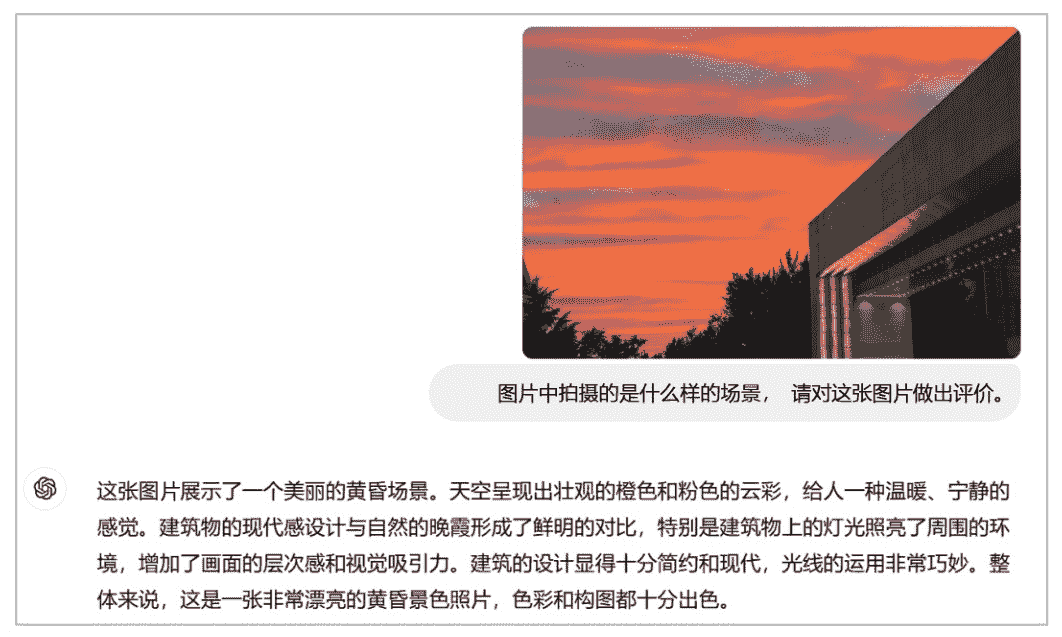 图片中拍摄的是什么样的场景， 请对这张图片做出评价。
这张图片展示了一个美丽的黄昏场景。天空呈现出壮观的橙色和粉色的云彩，给人一种温暖、宁静的
感觉。建筑物的现代感设计与自然的晚霞形成了鲜明的对比，特别是建筑物上的灯光照亮了周围的环
境，增加了画面的层次感和视觉吸引力。建筑的设计显得十分简约和现代，光线的运用非常巧妙。整
体来说，这是一张非常漂亮的黄昏景色照片，色彩和构图都十分出色。